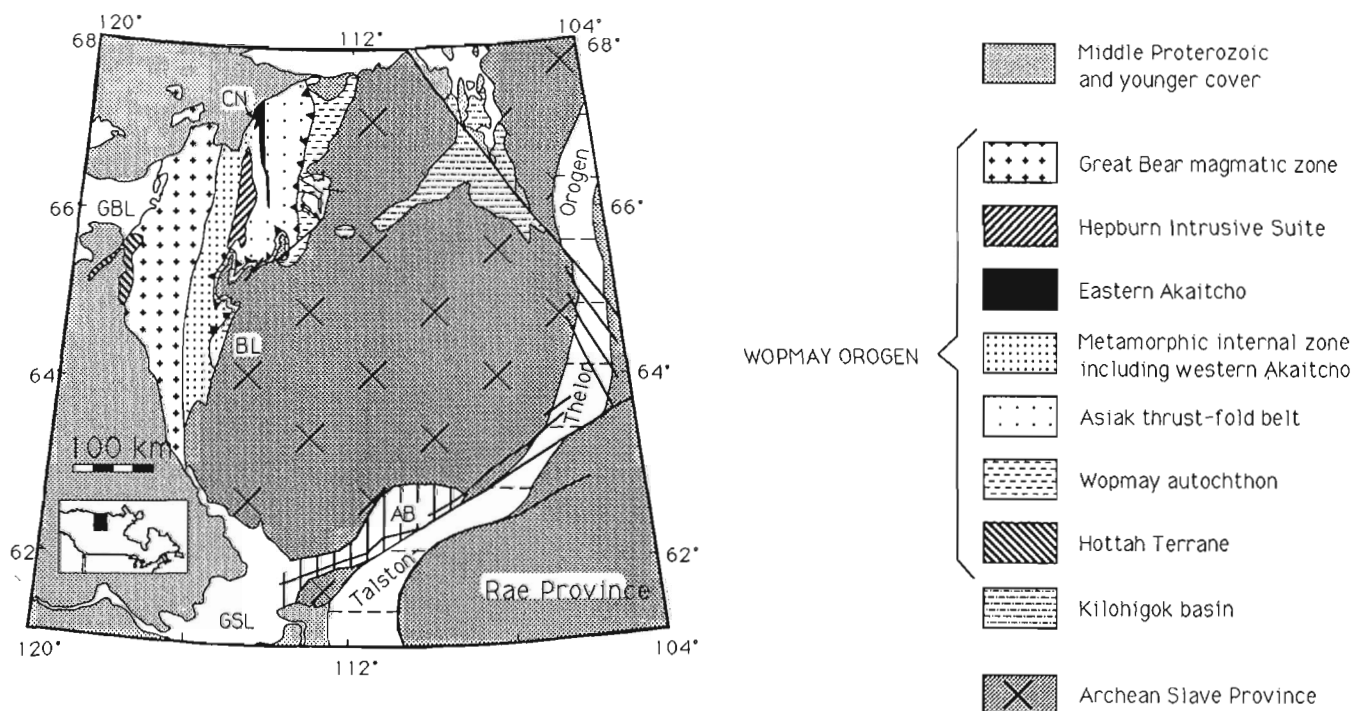 120°
104°
68
112°
68°
CN
Orogen
66
66°
GBL
BL
64
64°
Thelon
100 km
AB
62
62°
Talston
Rae Province
GSL
120°
104°
112°
Middle Proterozoic
and younger cover
Great Bear magmatic zone
Hepburn Intrusive Suite
Eastern Akaitcho
WOPMAY OROGEN
Metamorphic internal zone
including western Akaitcho
Asiak thrust-fold belt
Wopmay autochthon
Hottah Terrane
Kilohigok basin
Archean Slave Province